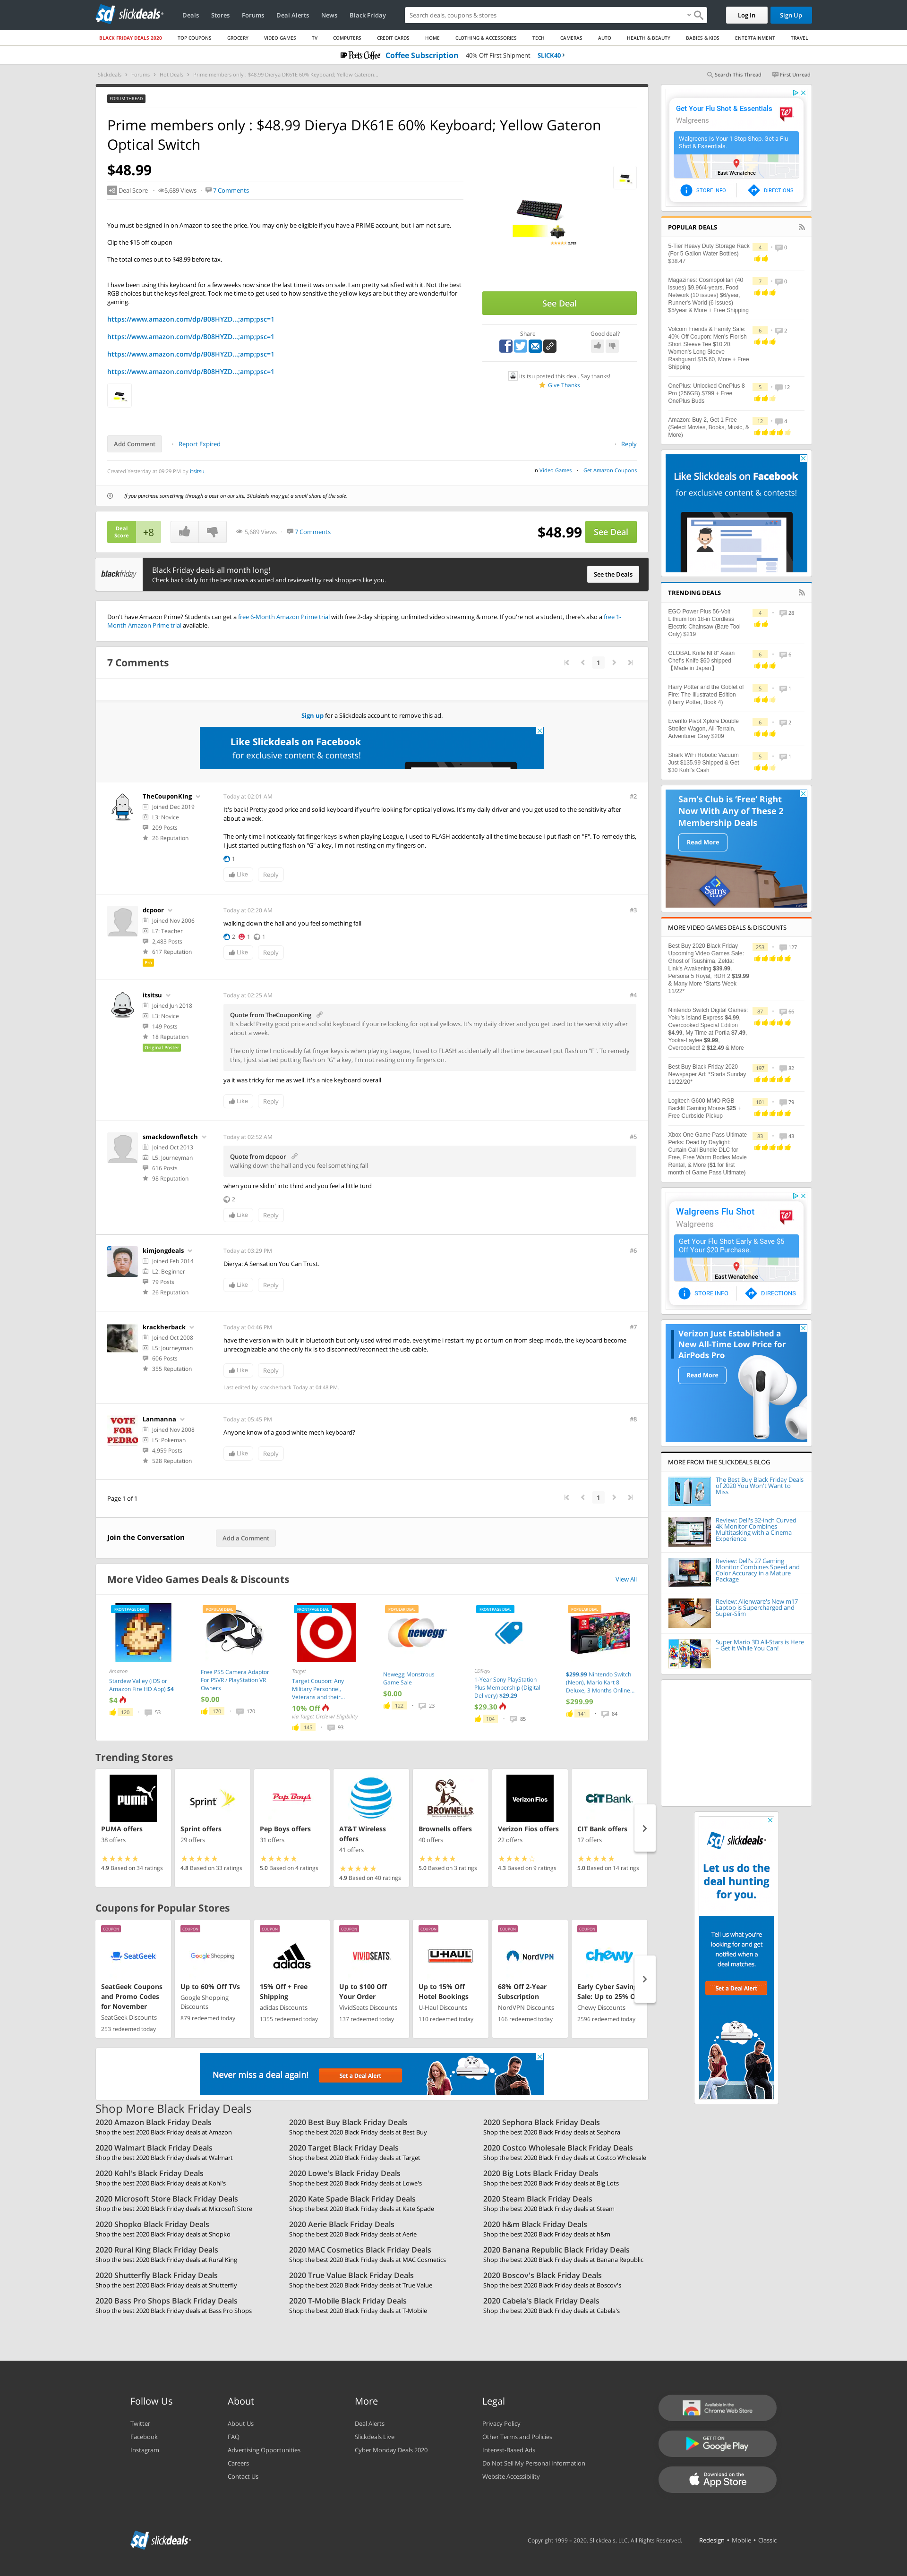 slickdeals
Deals Stores Forums Deal Alerts News Black Friday
Search deals, coupons & stores
Log In
Sign Up
BLACK FRIDAY DEALS 2020 TOP COUPONS GROCERY VIDEO GAMES TV COMPUTERS CREDIT CARDS HOME CLOTHING & ACCESSORIES TECH CAMERAS AUTO HEALTH & BEAUTY BABIES & KIDS ENTERTAINMENT TRAVEL
Peet's Coffee Coffee Subscription 40% Off First Shipment SLICK40
Slickdeals Forums Hot Deals Prime members only : $48.99 Dierya DK61E 60% Keyboard; Yellow Gateron...
Search This Thread First Unread
FORUM THREAD
Prime members only : $48.99 Dierya DK61E 60% Keyboard; Yellow Gateron
Optical Switch
$48.99
+8 Deal Score 5,689 Views 7 Comments
You must be signed in on Amazon to see the price. You may only be eligible if you have a PRIME account, but I am not sure.
Clip the $15 off coupon
The total comes out to $48.99 before tax.
I have been using this keyboard for a few weeks now since the last time it was on sale. I am pretty satisfied with it. Not the best
RGB choices but the keys feel great. Took me time to get used to how sensitive the yellow keys are but they are wonderful for
gaming.
https://www.amazon.com/dp/B08HYZD...;amp;psc=1
https://www.amazon.com/dp/B08HYZD...;amp;psc=1
https://www.amazon.com/dp/B08HYZD...;amp;psc=1
https://www.amazon.com/dp/B08HYZD...;amp;psc=1
See Deal
Share
Good deal?
itsitsu posted this deal. Say thanks!
Give Thanks
Add Comment
Report Expired
Reply
Created Yesterday at 09:29 PM by itsitsu
in Video Games Get Amazon Coupons
If you purchase something through a post on our site, Slickdeals may get a small share of the sale.
Deal
Score
+8
5,689 Views 7 Comments
$48.99
See Deal
blackfriday
Black Friday deals all month long!
Check back daily for the best deals as voted and reviewed by real shoppers like you.
See the Deals
Don't have Amazon Prime? Students can get a free 6-Month Amazon Prime trial with free 2-day shipping, unlimited video streaming & more. If you're not a student, there's also a free 1-
Month Amazon Prime trial available.
7 Comments
1
Sign up for a Slickdeals account to remove this ad.
Like Slickdeals on Facebook
for exclusive content & contests!
TheCouponKing
Joined Dec 2019
L3: Novice
209 Posts
26 Reputation
Today at 02:01 AM
#2
It's back! Pretty good price and solid keyboard if your're looking for optical yellows. It's my daily driver and you get used to the sensitivity after
about a week.
The only time I noticeably fat finger keys is when playing League, I used to FLASH accidentally all the time because I put flash on "F". To remedy this,
I just started putting flash on "G" a key, I'm not resting my fingers on.
1
Like Reply
dcpoor
Joined Nov 2006
L7: Teacher
2,483 Posts
617 Reputation
Pro
Today at 02:20 AM
#3
walking down the hall and you feel something fall
2 1 1
Like Reply
itsitsu
Joined Jun 2018
L3: Novice
149 Posts
18 Reputation
Original Poster
Today at 02:25 AM
#4
Quote from TheCouponKing
It's back! Pretty good price and solid keyboard if your're looking for optical yellows. It's my daily driver and you get used to the sensitivity after
about a week.
The only time I noticeably fat finger keys is when playing League, I used to FLASH accidentally all the time because I put flash on "F". To remedy
this, I just started putting flash on "G" a key, I'm not resting my fingers on.
ya it was tricky for me as well. it's a nice keyboard overall
Like Reply
smackdownfletch
Joined Oct 2013
L5: Journeyman
616 Posts
98 Reputation
Today at 02:52 AM
#5
Quote from dcpoor
walking down the hall and you feel something fall
when you're slidin' into third and you feel a little turd
2
Like Reply
kimjongdeals
Joined Feb 2014
L2: Beginner
79 Posts
26 Reputation
Today at 03:29 PM
#6
Dierya: A Sensation You Can Trust.
Like Reply
krackherback
Joined Oct 2008
L5: Journeyman
606 Posts
355 Reputation
Today at 04:46 PM
#7
have the version with built in bluetooth but only used wired mode. everytime i restart my pc or turn on from sleep mode, the keyboard become
unrecognizable and the only fix is to disconnect/reconnect the usb cable.
Like Reply
Last edited by krackherback Today at 04:48 PM.
VOTE
FOR
PEDRO
Lanmanna
Joined Nov 2008
L5: Pokeman
4,959 Posts
528 Reputation
Today at 05:45 PM
#8
Anyone know of a good white mech keyboard?
Like Reply
Page 1 of 1
1
Join the Conversation
Add a Comment
More Video Games Deals & Discounts
View All
FRONTPAGE DEAL
Amazon
Stardew Valley (iOS or
Amazon Fire HD App) $4
$4
120 53
POPULAR DEAL
Free PS5 Camera Adaptor
For PSVR / PlayStation VR
Owners
$0.00
170 170
FRONTPAGE DEAL
Target
Target Coupon: Any
Military Personnel,
Veterans and their...
10% Off
via Target Circle w/ Eligibility
145 93
POPULAR DEAL
newegg
Newegg Monstrous
Game Sale
$0.00
122 23
FRONTPAGE DEAL
CDKeys
1-Year Sony PlayStation
Plus Membership (Digital
Delivery) $29.29
$29.30
104 85
POPULAR DEAL
$299.99 Nintendo Switch
(Neon), Mario Kart 8
Deluxe, 3 Months Online...
$299.99
141 84
Trending Stores
PUMA
PUMA offers
38 offers
4.9 Based on 34 ratings
Sprint
Sprint offers
29 offers
4.8 Based on 33 ratings
Pep Boys
Pep Boys offers
31 offers
5.0 Based on 4 ratings
AT&T Wireless
offers
41 offers
4.9 Based on 40 ratings
BROWNELLS
Brownells offers
40 offers
5.0 Based on 3 ratings
Verizon Fios
Verizon Fios offers
22 offers
4.3 Based on 9 ratings
CIT BANK
CIT Bank offers
17 offers
5.0 Based on 14 ratings
Coupons for Popular Stores
COUPON
SeatGeek
SeatGeek Coupons
and Promo Codes
for November
SeatGeek Discounts
253 redeemed today
COUPON
Google Shopping
Up to 60% Off TVs
Google Shopping
Discounts
879 redeemed today
COUPON
adidas
15% Off + Free
Shipping
adidas Discounts
1355 redeemed today
COUPON
VIVIDSEATS
Up to $100 Off
Your Order
VividSeats Discounts
137 redeemed today
COUPON
U-HAUL
Up to 15% Off
Hotel Bookings
U-Haul Discounts
110 redeemed today
COUPON
NordVPN
68% Off 2-Year
Subscription
NordVPN Discounts
166 redeemed today
COUPON
chewy
Early Cyber Saving
Sale: Up to 25% O
Chewy Discounts
2596 redeemed today
Never miss a deal again!
Set a Deal Alert
Shop More Black Friday Deals
2020 Amazon Black Friday Deals
Shop the best 2020 Black Friday deals at Amazon
2020 Best Buy Black Friday Deals
Shop the best 2020 Black Friday deals at Best Buy
2020 Sephora Black Friday Deals
Shop the best 2020 Black Friday deals at Sephora
2020 Walmart Black Friday Deals
Shop the best 2020 Black Friday deals at Walmart
2020 Target Black Friday Deals
Shop the best 2020 Black Friday deals at Target
2020 Costco Wholesale Black Friday Deals
Shop the best 2020 Black Friday deals at Costco Wholesale
2020 Kohl's Black Friday Deals
Shop the best 2020 Black Friday deals at Kohl's
2020 Lowe's Black Friday Deals
Shop the best 2020 Black Friday deals at Lowe's
2020 Big Lots Black Friday Deals
Shop the best 2020 Black Friday deals at Big Lots
2020 Microsoft Store Black Friday Deals
Shop the best 2020 Black Friday deals at Microsoft Store
2020 Kate Spade Black Friday Deals
Shop the best 2020 Black Friday deals at Kate Spade
2020 Steam Black Friday Deals
Shop the best 2020 Black Friday deals at Steam
2020 Shopko Black Friday Deals
Shop the best 2020 Black Friday deals at Shopko
2020 Aerie Black Friday Deals
Shop the best 2020 Black Friday deals at Aerie
2020 h&m Black Friday Deals
Shop the best 2020 Black Friday deals at h&m
2020 Rural King Black Friday Deals
Shop the best 2020 Black Friday deals at Rural King
2020 MAC Cosmetics Black Friday Deals
Shop the best 2020 Black Friday deals at MAC Cosmetics
2020 Banana Republic Black Friday Deals
Shop the best 2020 Black Friday deals at Banana Republic
2020 Shutterfly Black Friday Deals
Shop the best 2020 Black Friday deals at Shutterfly
2020 True Value Black Friday Deals
Shop the best 2020 Black Friday deals at True Value
2020 Boscov's Black Friday Deals
Shop the best 2020 Black Friday deals at Boscov's
2020 Bass Pro Shops Black Friday Deals
Shop the best 2020 Black Friday deals at Bass Pro Shops
2020 T-Mobile Black Friday Deals
Shop the best 2020 Black Friday deals at T-Mobile
2020 Cabela's Black Friday Deals
Shop the best 2020 Black Friday deals at Cabela's
Get Your Flu Shot & Essentials
Walgreens
Walgreens Is Your 1 Stop Shop. Get a Flu
Shot & Essentials.
East Wenatchee
STORE INFO DIRECTIONS
POPULAR DEALS
5-Tier Heavy Duty Storage Rack
(For 5 Gallon Water Bottles)
$38.47
4 0
Magazines: Cosmopolitan (40
issues) $9.96/4-years, Food
Network (10 issues) $6/year,
Runner's World (6 issues)
$5/year & More + Free Shipping
7 0
Volcom Friends & Family Sale:
40% Off Coupon: Men's Florish
Short Sleeve Tee $10.20,
Women's Long Sleeve
Rashguard $15.60, More + Free
Shipping
6 2
OnePlus: Unlocked OnePlus 8
Pro (256GB) $799 + Free
OnePlus Buds
5 12
Amazon: Buy 2, Get 1 Free
(Select Movies, Books, Music, &
More)
12 4
Like Slickdeals on Facebook
for exclusive content & contests!
TRENDING DEALS
EGO Power Plus 56-Volt
Lithium Ion 18-in Cordless
Electric Chainsaw (Bare Tool
Only) $219
4 28
GLOBAL Knife NI 8" Asian
Chef's Knife $60 shipped
【Made in Japan】
6 6
Harry Potter and the Goblet of
Fire: The Illustrated Edition
(Harry Potter, Book 4)
5 1
Evenflo Pivot Xplore Double
Stroller Wagon, All-Terrain,
Adventurer Gray $209
6 2
Shark WiFi Robotic Vacuum
Just $135.99 Shipped & Get
$30 Kohl's Cash
5 1
Sam's Club is 'Free' Right
Now With Any of These 2
Membership Deals
Read More
Sam's
MORE VIDEO GAMES DEALS & DISCOUNTS
Best Buy 2020 Black Friday
Upcoming Video Games Sale:
Ghost of Tsushima, Zelda:
Link's Awakening $39.99,
Persona 5 Royal, RDR 2 $19.99
& Many More *Starts Week
11/22*
253 127
Nintendo Switch Digital Games:
Yoku's Island Express $4.99,
Overcooked Special Edition
$4.99, My Time at Portia $7.49,
Yooka-Laylee $9.99,
Overcooked! 2 $12.49 & More
87 66
Best Buy Black Friday 2020
Newspaper Ad: *Starts Sunday
11/22/20*
197 82
Logitech G600 MMO RGB
Backlit Gaming Mouse $25 +
Free Curbside Pickup
101 79
Xbox One Game Pass Ultimate
Perks: Dead by Daylight:
Curtain Call Bundle DLC for
Free, Free Warm Bodies Movie
Rental, & More ($1 for first
month of Game Pass Ultimate)
83 43
Walgreens Flu Shot
Walgreens
Get Your Flu Shot Early & Save $5
Off Your $20 Purchase.
East Wenatchee
STORE INFO DIRECTIONS
Verizon Just Established a
New All-Time Low Price for
AirPods Pro
Read More
MORE FROM THE SLICKDEALS BLOG
The Best Buy Black Friday Deals
of 2020 You Won't Want to
Miss
Review: Dell's 32-inch Curved
4K Monitor Combines
Multitasking with a Cinema
Experience
Review: Dell's 27 Gaming
Monitor Combines Speed and
Color Accuracy in a Mature
Package
Review: Alienware's New m17
Laptop is Supercharged and
Super-Slim
Super Mario 3D All-Stars is Here
– Get it While You Can!
slickdeals
Let us do the
deal hunting
for you.
Tell us what you're
looking for and get
notified when a
deal matches.
Set a Deal Alert
Follow Us
Twitter
Facebook
Instagram
About
About Us
FAQ
Advertising Opportunities
Careers
Contact Us
More
Deal Alerts
Slickdeals Live
Cyber Monday Deals 2020
Legal
Privacy Policy
Other Terms and Policies
Interest-Based Ads
Do Not Sell My Personal Information
Website Accessibility
Available in the
Chrome Web Store
GET IT ON
Google Play
Download on the
App Store
slickdeals
Copyright 1999 – 2020. Slickdeals, LLC. All Rights Reserved.
Redesign • Mobile • Classic